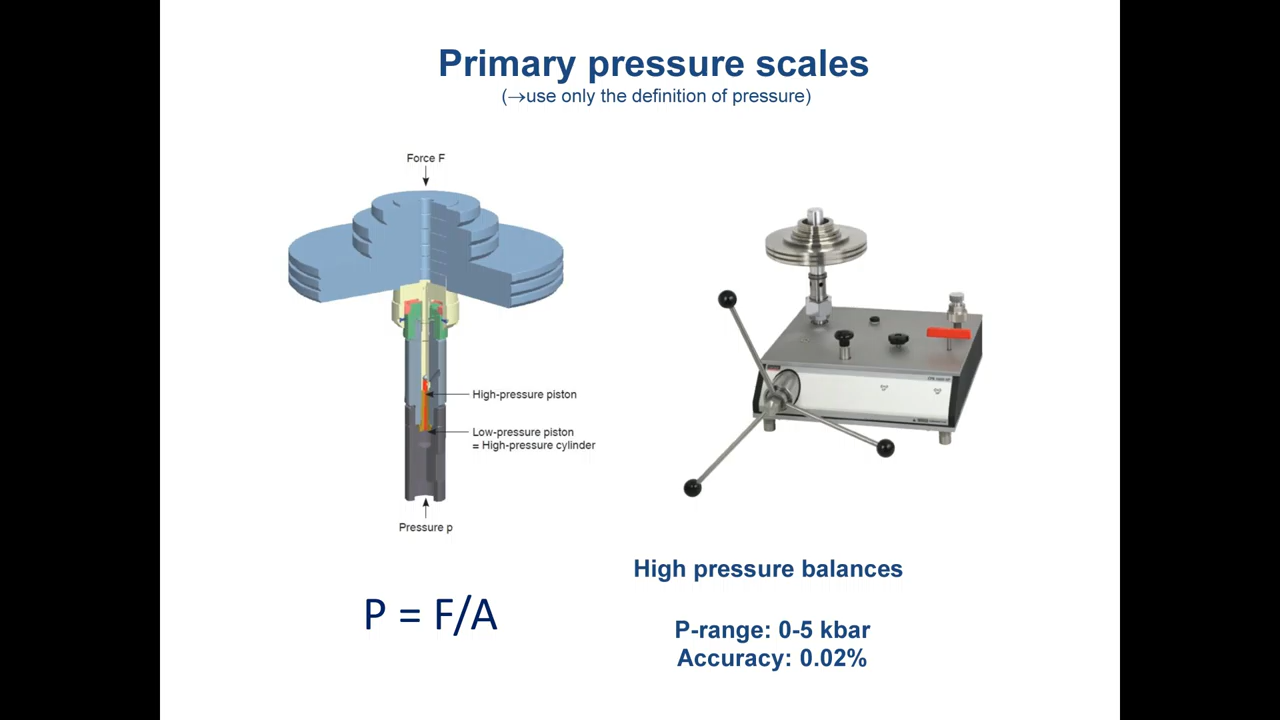 Primary pressure scales
(→use only the definition of pressure)
Force F
High-pressure piston
Low-pressure piston
= High-pressure cylinder
Pressure p
P = F/A
High pressure balances
P-range: 0-5 kbar
Accuracy: 0.02%